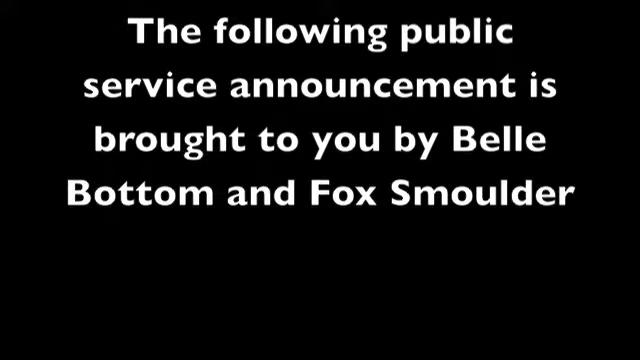 The following public
service announcement is
brought to you by Belle
Bottom and Fox Smoulder